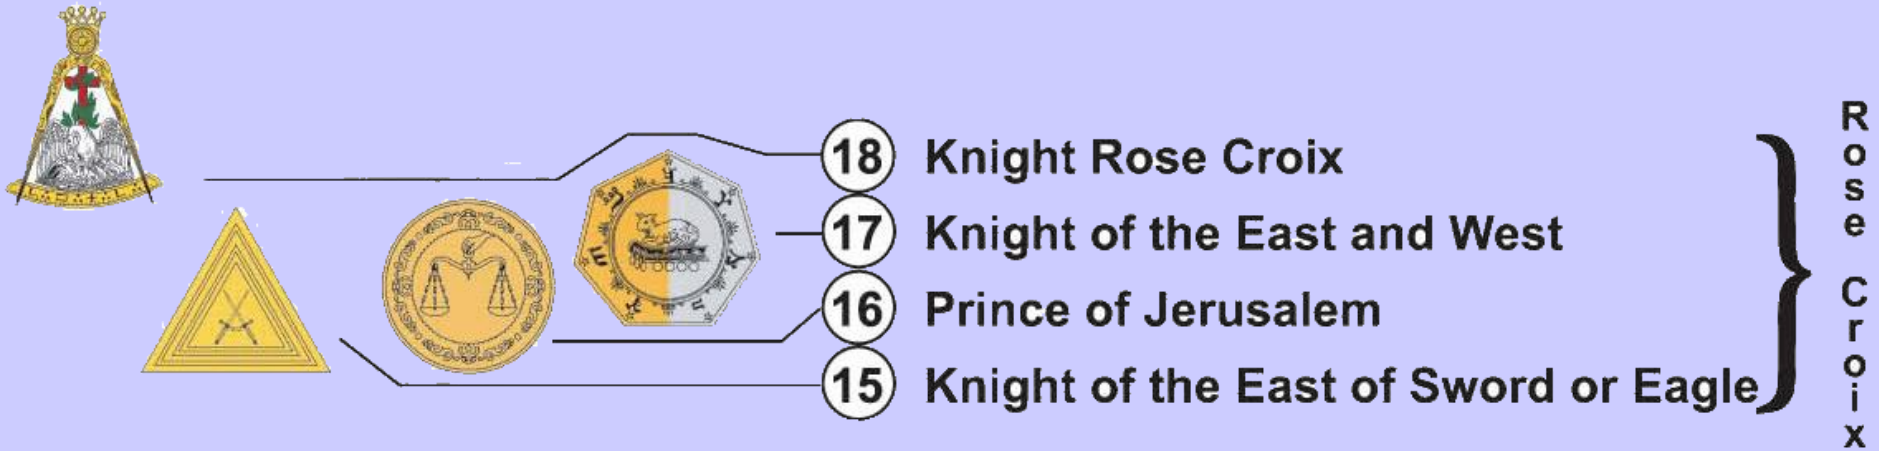 18 Knight Rose Croix
17 Knight of the East and West
16 Prince of Jerusalem
15 Knight of the East of Sword or Eagle
Rose Croix